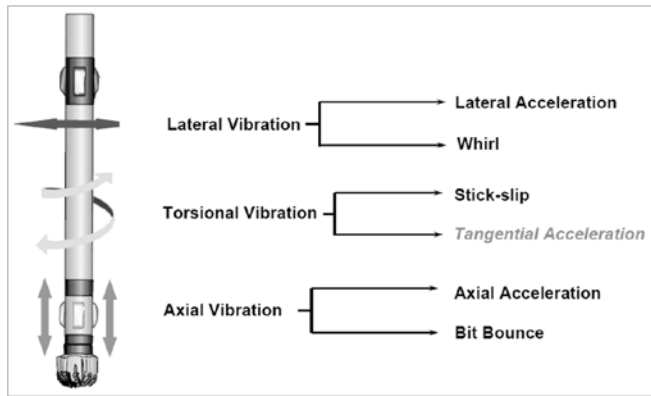 Lateral Vibration
Lateral Acceleration
Whirl
Torsional Vibration
Stick-slip
Tangential Acceleration
Axial Vibration
Axial Acceleration
Bit Bounce